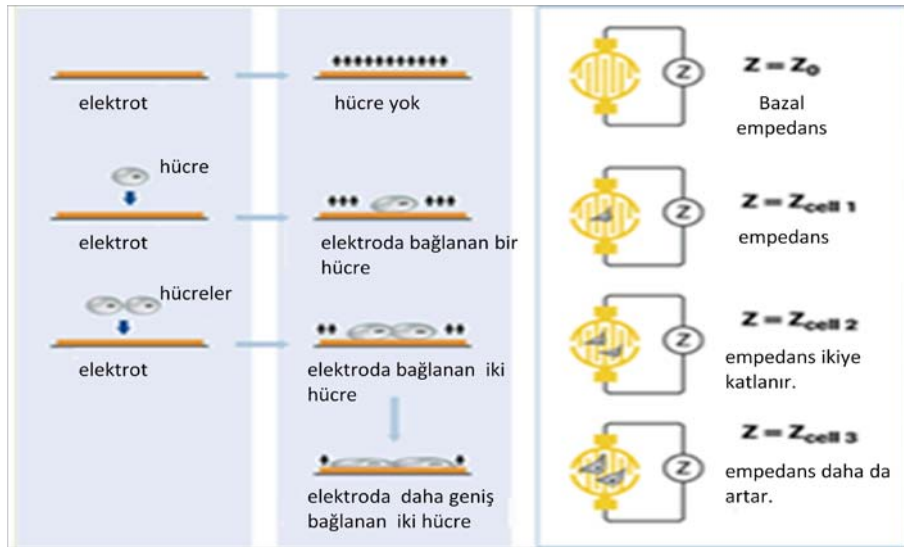 elektrot
hücre yok
Z
Z = Z0
Bazal
empedans
hücre
elektrot
elektroda bağlanan bir
hücre
Z
Z = Zcell 1
empedans
hücreler
elektrot
elektroda bağlanan iki
hücre
Z
Z = Zcell 2
empedans ikiye
katlanır.
elektroda daha geniş
bağlanan iki hücre
Z
Z = Zcell 3
empedans daha da
artar.